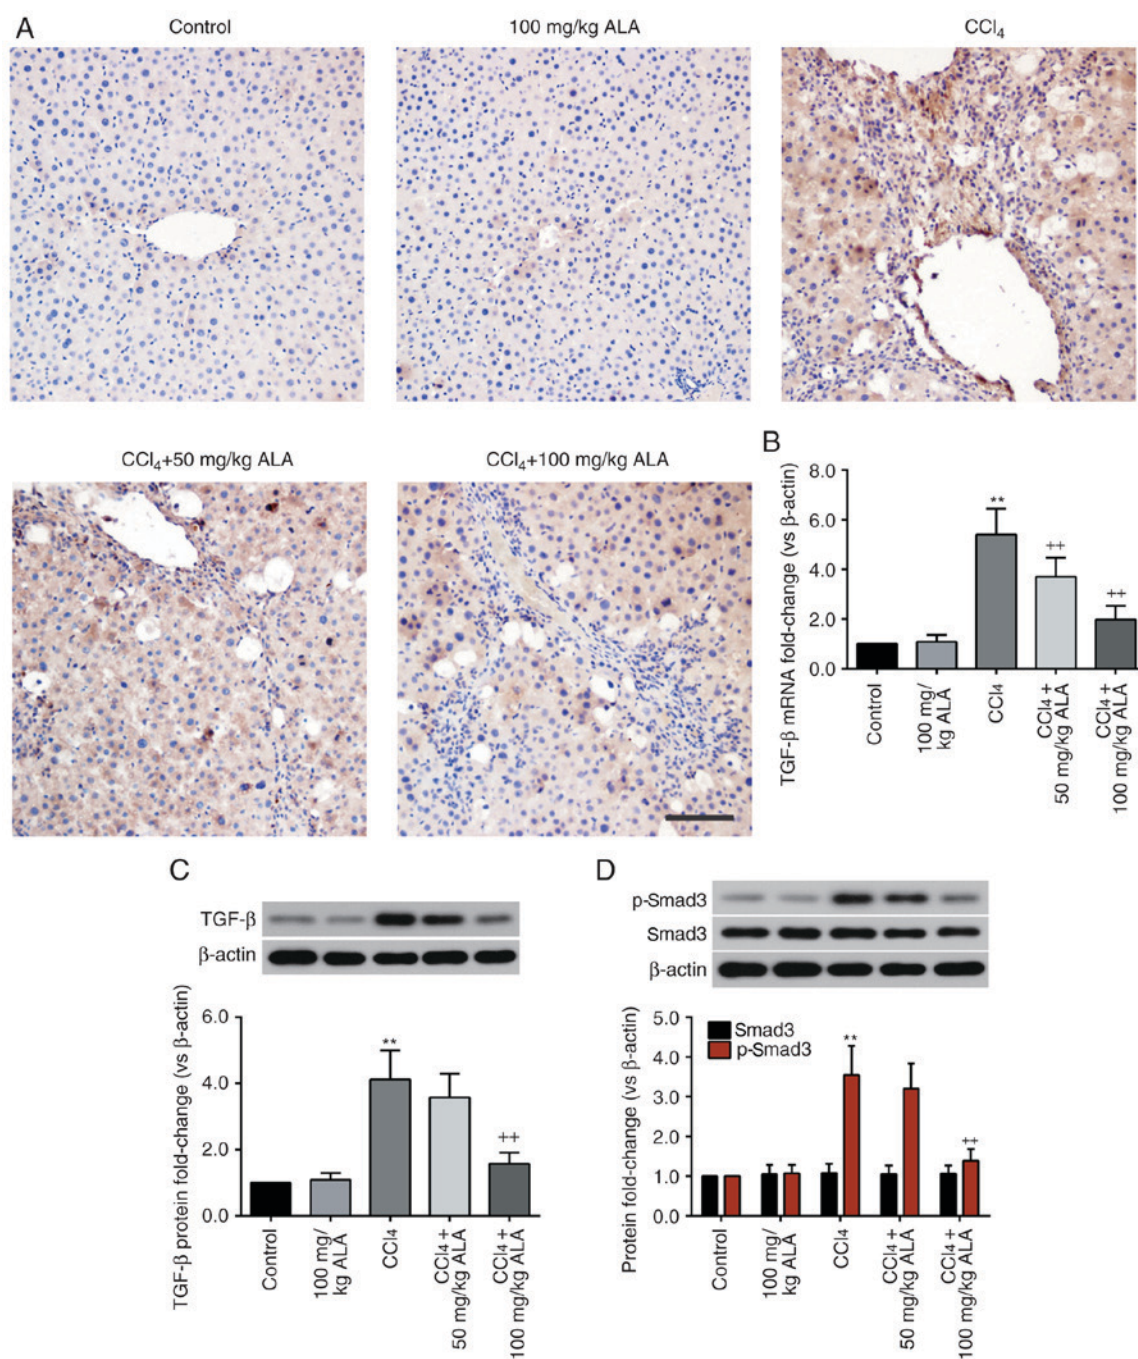 A
Control
100 mg/kg ALA
CCl₄
CCl₄+50 mg/kg ALA
CCl₄+100 mg/kg ALA
B
TGF-β mRNA fold-change (vs β-actin)
8.0
6.0
4.0
2.0
0.0
**
++
++
Control
100 mg/
kg ALA
CCl₄
CCl₄+
50 mg/kg ALA
CCl₄+
100 mg/kg ALA
C
TGF-β
β-actin
TGF-β protein fold-change (vs β-actin)
6.0
4.0
2.0
0.0
**
++
Control
100 mg/
kg ALA
CCl₄
CCl₄+
50 mg/kg ALA
CCl₄+
100 mg/kg ALA
D
p-Smad3
Smad3
β-actin
Protein fold-change (vs β-actin)
5.0
4.0
3.0
2.0
1.0
0.0
Smad3
p-Smad3
**
++
Control
100 mg/
kg ALA
CCl₄
CCl₄+
50 mg/kg ALA
CCl₄+
100 mg/kg ALA